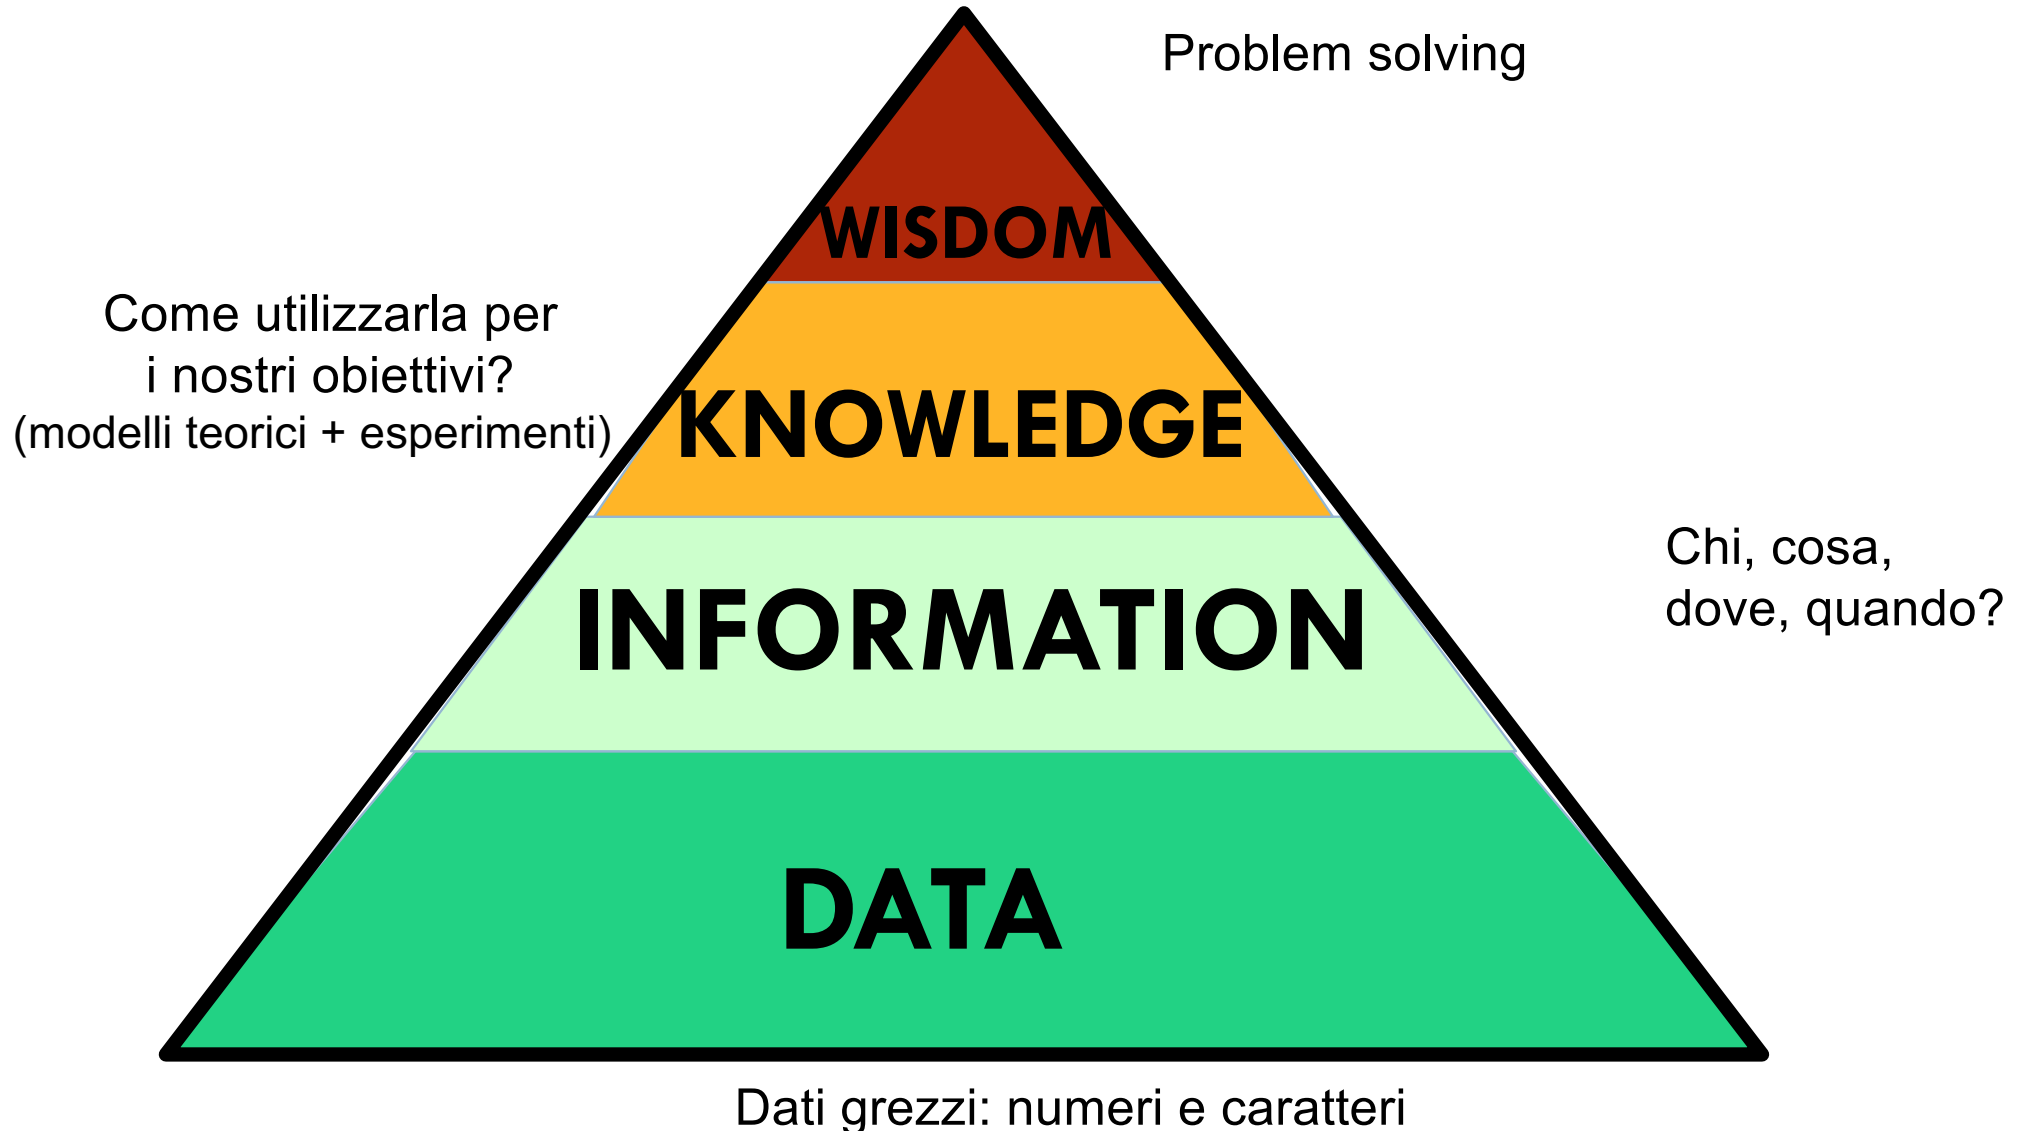 Problem solving
WISDOM
Come utilizzarla per
i nostri obiettivi?
(modelli teorici + esperimenti)
KNOWLEDGE
Chi, cosa,
dove, quando?
INFORMATION
DATA
Dati grezzi: numeri e caratteri